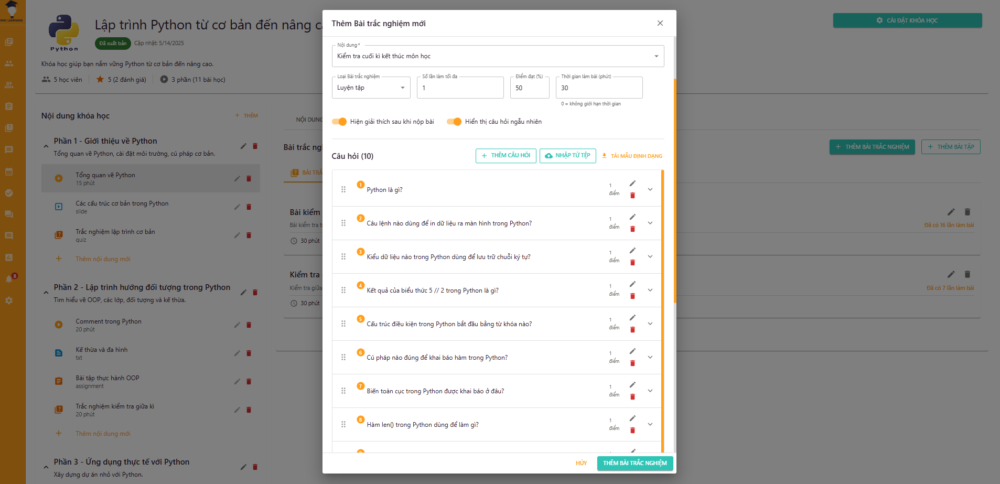 DNC LEARNING
Python
Lập trình Python từ cơ bản đến nâng c
Đã xuất bản
Cập nhật: 5/14/2025
Khóa học giúp bạn nắm vững Python từ cơ bản đến nâng cao.
5 học viên
5 (2 đánh giá)
3 phần (11 bài học)
CÀI ĐẶT KHÓA HỌC
8
Nội dung khóa học
THÊM
Phần 1 - Giới thiệu về Python
Tổng quan về Python, cài đặt môi trường, cú pháp cơ bản.
Tổng quan về Python
15 phút
Các cấu trúc cơ bản trong Python
slide
Trắc nghiệm lập trình cơ bản
quiz
Thêm nội dung mới
Phần 2 - Lập trình hướng đối tượng trong Python
Tìm hiểu về OOP, các lớp, đối tượng và kế thừa.
Comment trong Python
20 phút
Kế thừa và đa hình
txt
Bài tập thực hành OOP
assignment
Trắc nghiệm kiểm tra giữa kì
20 phút
Thêm nội dung mới
Phần 3 - Ứng dụng thực tế với Python
Xây dựng dự án nhỏ với Python.
NỘI DUNG
Bài trắc ng
THÊM BÀI TRẮC NGHIỆM
THÊM BÀI TẬP
BÀI TRẮ
Bài kiểm
Bài kiểm tra t
30 phút
Đã có 16 lần làm bài
Kiểm tra
Kiểm tra giữa
30 phút
Đã có 7 lần làm bài
Thêm Bài trắc nghiệm mới
Nội dung *
Kiểm tra cuối kì kết thúc môn học
Loại Bài trắc nghiệm
Luyện tập
Số lần làm tối đa
1
Điểm đạt (%)
50
Thời gian làm bài (phút)
30
0 = không giới hạn thời gian
Hiện giải thích sau khi nộp bài
Hiển thị câu hỏi ngẫu nhiên
Câu hỏi (10)
THÊM CÂU HỎI
NHẬP TỪ TỆP
TẢI MẪU ĐỊNH DẠNG
1
Python là gì?
1
điểm
2
Câu lệnh nào dùng để in dữ liệu ra màn hình trong Python?
1
điểm
3
Kiểu dữ liệu nào trong Python dùng để lưu trữ chuỗi ký tự?
1
điểm
4
Kết quả của biểu thức 5 // 2 trong Python là gì?
1
điểm
5
Cấu trúc điều kiện trong Python bắt đầu bằng từ khóa nào?
1
điểm
6
Cú pháp nào đúng để khai báo hàm trong Python?
1
điểm
7
Biến toàn cục trong Python được khai báo ở đâu?
1
điểm
8
Hàm len() trong Python dùng để làm gì?
1
điểm
HỦY
THÊM BÀI TRẮC NGHIỆM